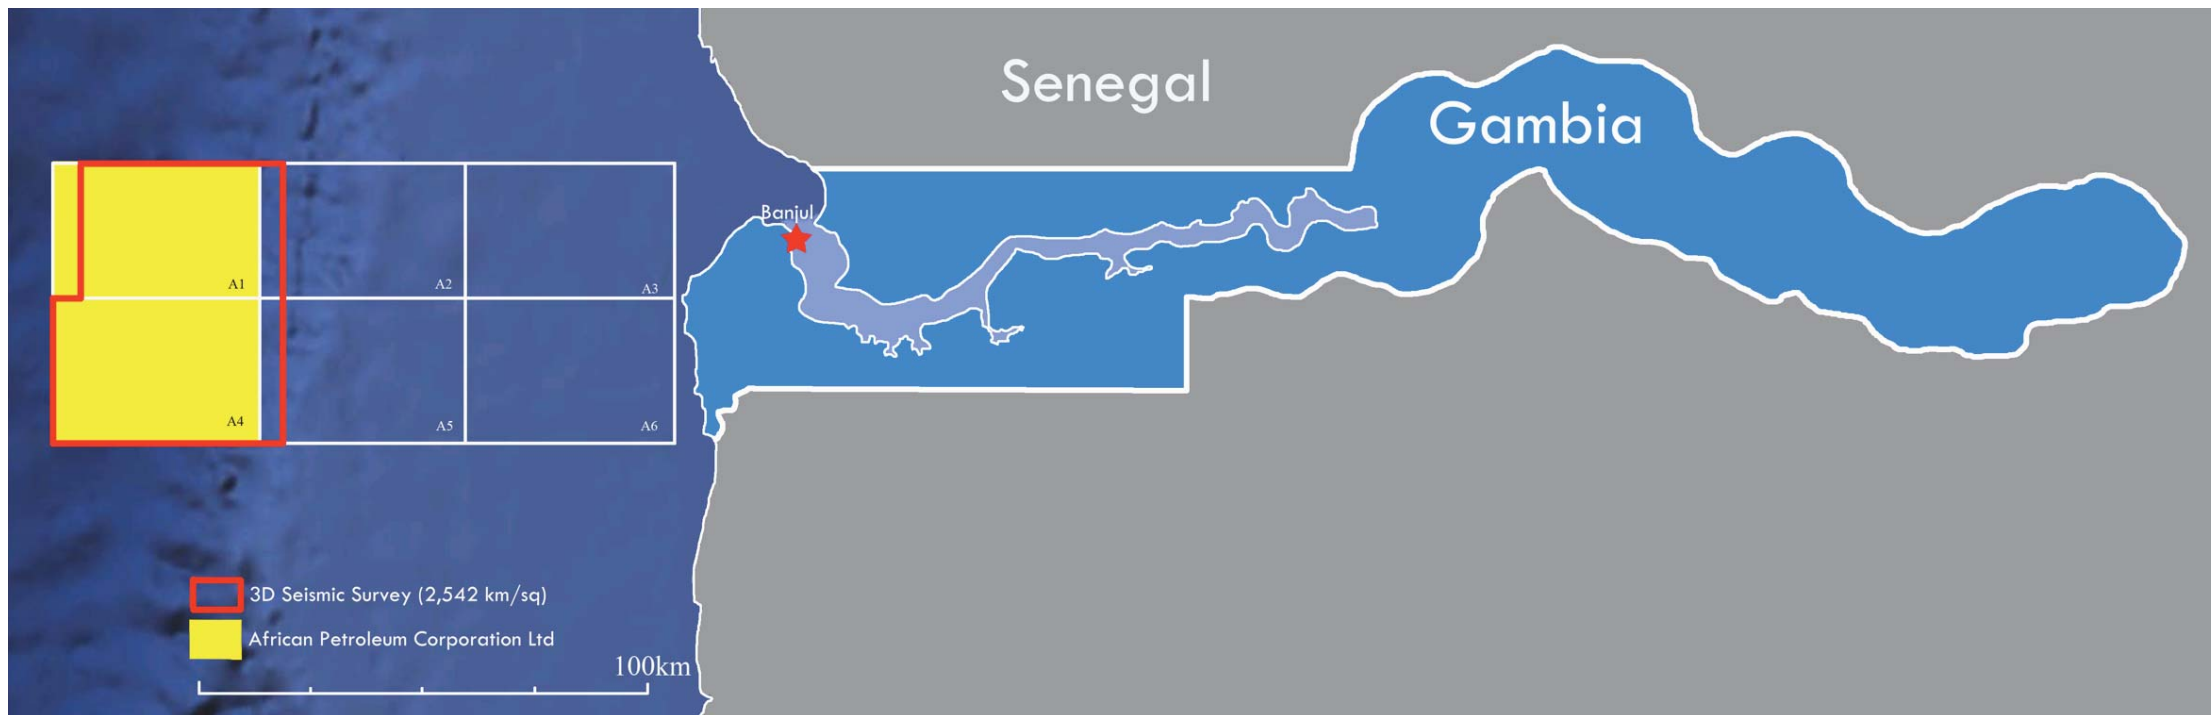 Senegal
Gambia
Banjul
A1
A2
A3
A4
A5
A6
3D Seismic Survey (2,542 km/sq)
African Petroleum Corporation Ltd
100km